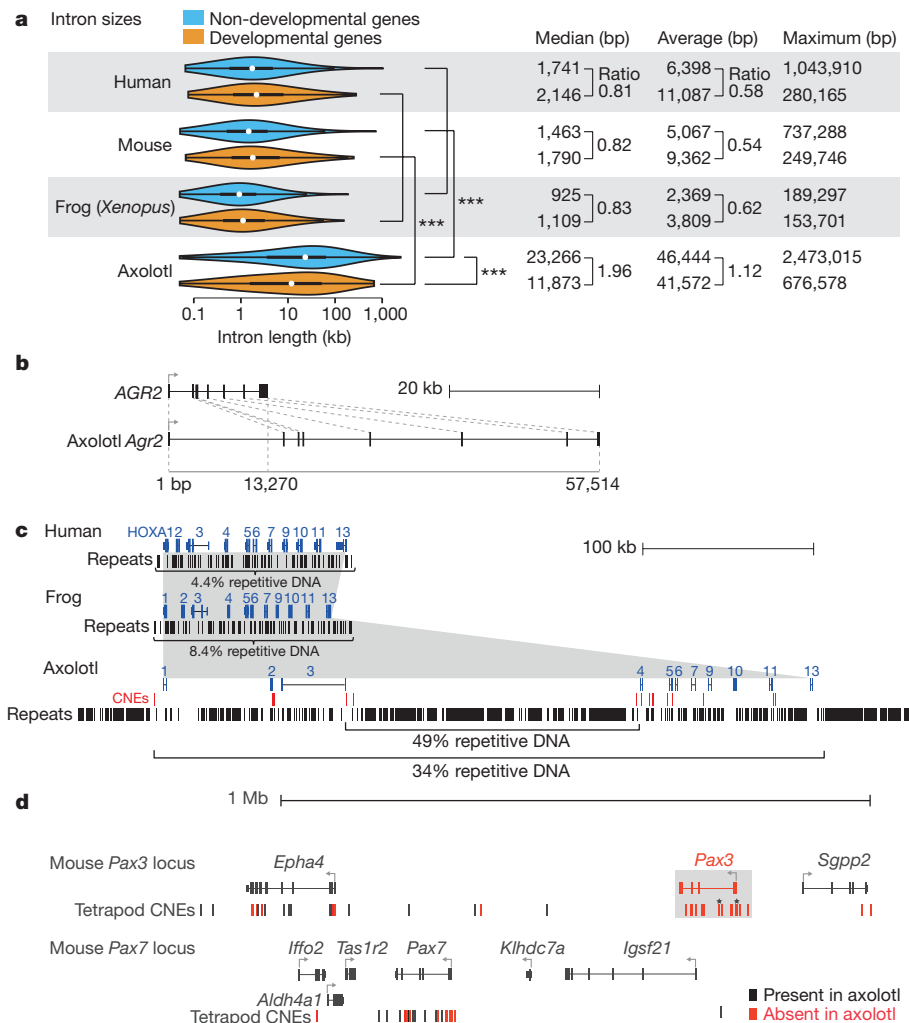 a Intron sizes
Non-developmental genes
Developmental genes
Median (bp) Average (bp) Maximum (bp)
Human
1,741 Ratio 6,398 Ratio 1,043,910
2,146 0.81 11,087 0.58 280,165
Mouse
1,463 0.82 5,067 0.54 737,288
1,790 9,362 249,746
Frog (Xenopus)
925 0.83 2,369 0.62 189,297
1,109 3,809 153,701
Axolotl
23,266 1.96 46,444 1.12 2,473,015
11,873 41,572 676,578
***
***
***
0.1 1 10 100 1,000
Intron length (kb)
b
AGR2
20 kb
Axolotl Agr2
1 bp 13,270 57,514
c Human
HOXA12 3 4 56 7 9 10 11 13
100 kb
Repeats
4.4% repetitive DNA
Frog
1 2 3 4 56 7 9 10 11 13
Repeats
8.4% repetitive DNA
Axolotl
1 2 3 4 56 7 9 10 11 13
CNEs
Repeats
49% repetitive DNA
34% repetitive DNA
1 Mb
d
Mouse Pax3 locus
Epha4 Pax3 Sgpp2
Tetrapod CNEs
* *
Mouse Pax7 locus
Iffo2 Tas1r2 Pax7 Klhdc7a Igsf21
Aldh4a1
Tetrapod CNEs
Present in axolotl
Absent in axolotl